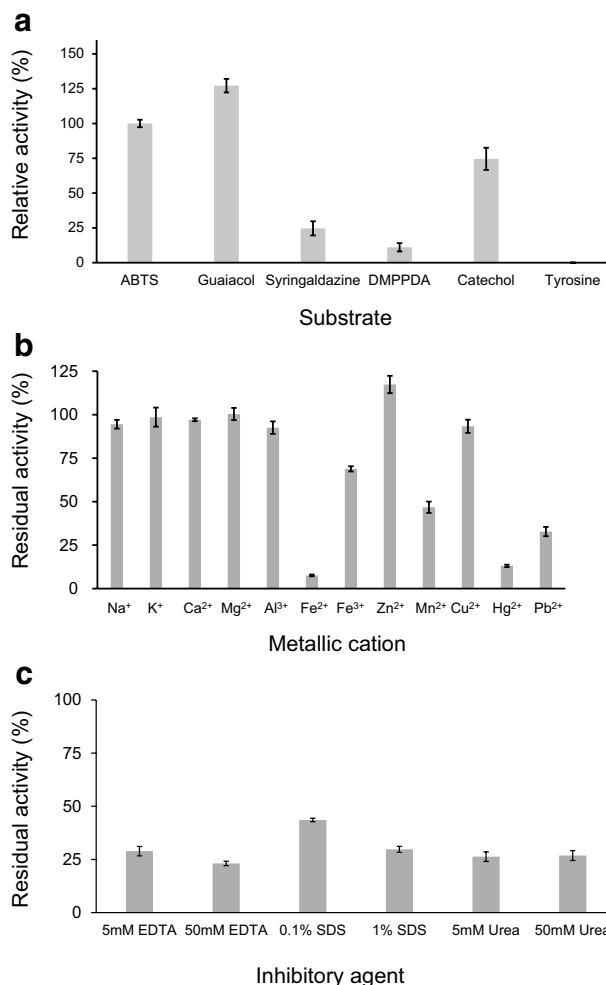 a
Relative activity (%)
150
125
100
75
50
25
0
ABTS Guaiacol Syringaldazine DMPPDA Catechol Tyrosine
Substrate
b
Residual activity (%)
125
100
75
50
25
0
Na⁺ K⁺ Ca²⁺ Mg²⁺ Al³⁺ Fe²⁺ Fe³⁺ Zn²⁺ Mn²⁺ Cu²⁺ Hg²⁺ Pb²⁺
Metallic cation
c
Residual activity (%)
100
75
50
25
0
5mM EDTA 50mM EDTA 0.1% SDS 1% SDS 5mM Urea 50mM Urea
Inhibitory agent